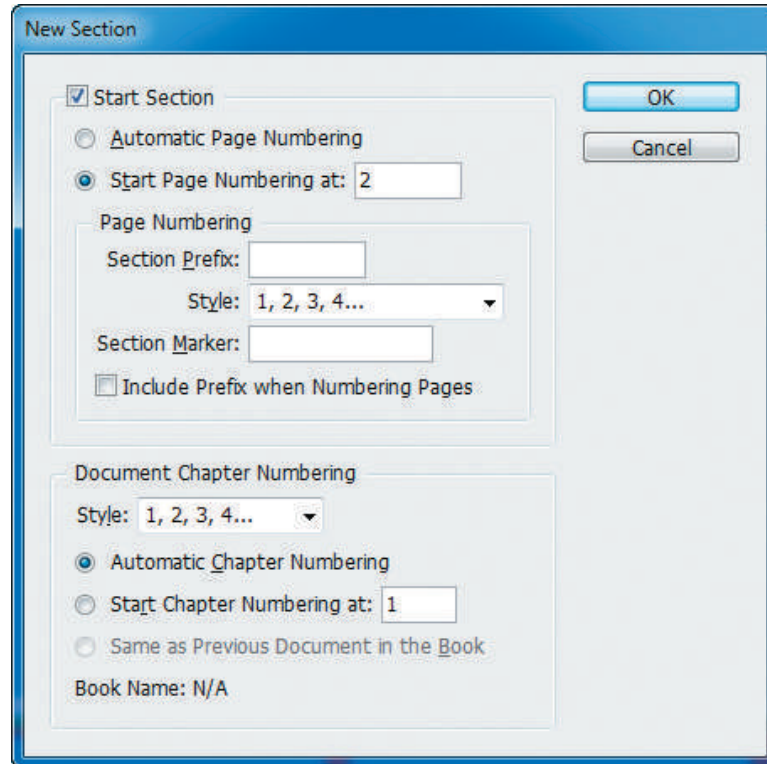 New Section
Start Section
OK
Automatic Page Numbering
Cancel
Start Page Numbering at: 2
Page Numbering
Section Prefix:
Style: 1, 2, 3, 4...
Section Marker:
Include Prefix when Numbering Pages
Document Chapter Numbering
Style: 1, 2, 3, 4...
Automatic Chapter Numbering
Start Chapter Numbering at: 1
Same as Previous Document in the Book
Book Name: N/A